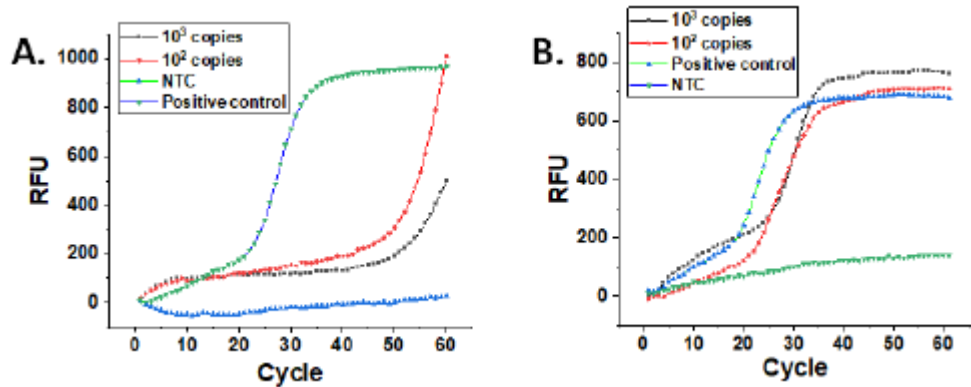 A.
10³ copies
10² copies
NTC
Positive control
1000
800
600
400
200
0
RFU
0 10 20 30 40 50 60
Cycle
B.
10³ copies
10² copies
Positive control
NTC
800
600
400
200
0
RFU
0 10 20 30 40 50 60
Cycle